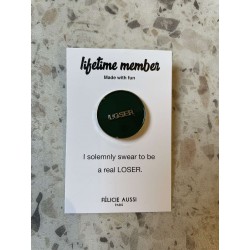 lifetime member
Made with fun
LOSER
I solemnly swear to be
a real LOSER.
FÉLICIE AUSSI
PARIS